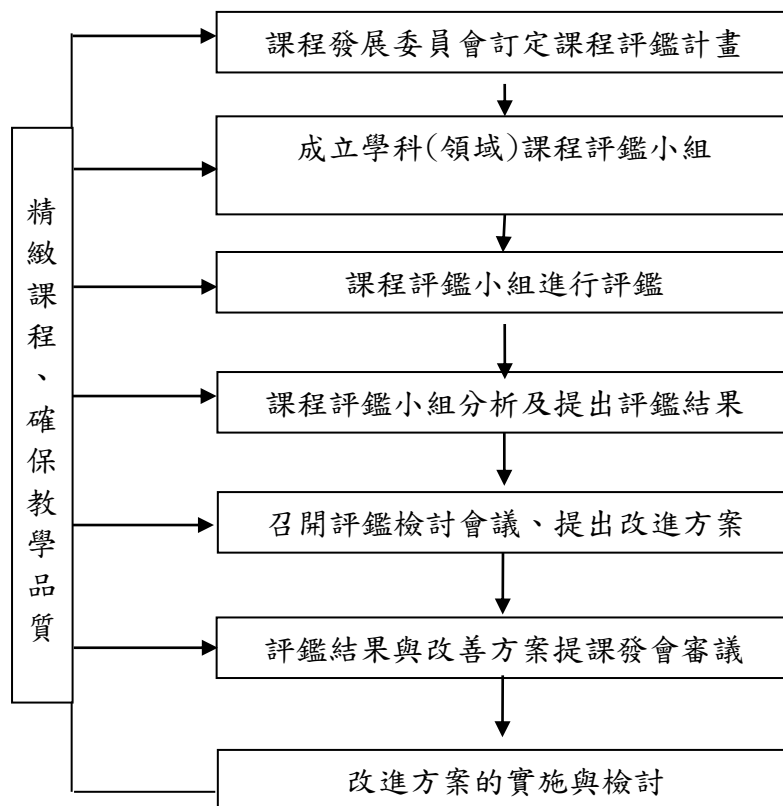 課程發展委員會訂定課程評鑑計畫
成立學科(領域)課程評鑑小組
課程評鑑小組進行評鑑
課程評鑑小組分析及提出評鑑結果
召開評鑑檢討會議、提出改進方案
評鑑結果與改善方案提課發會審議
改進方案的實施與檢討
精緻課程、確保教學品質